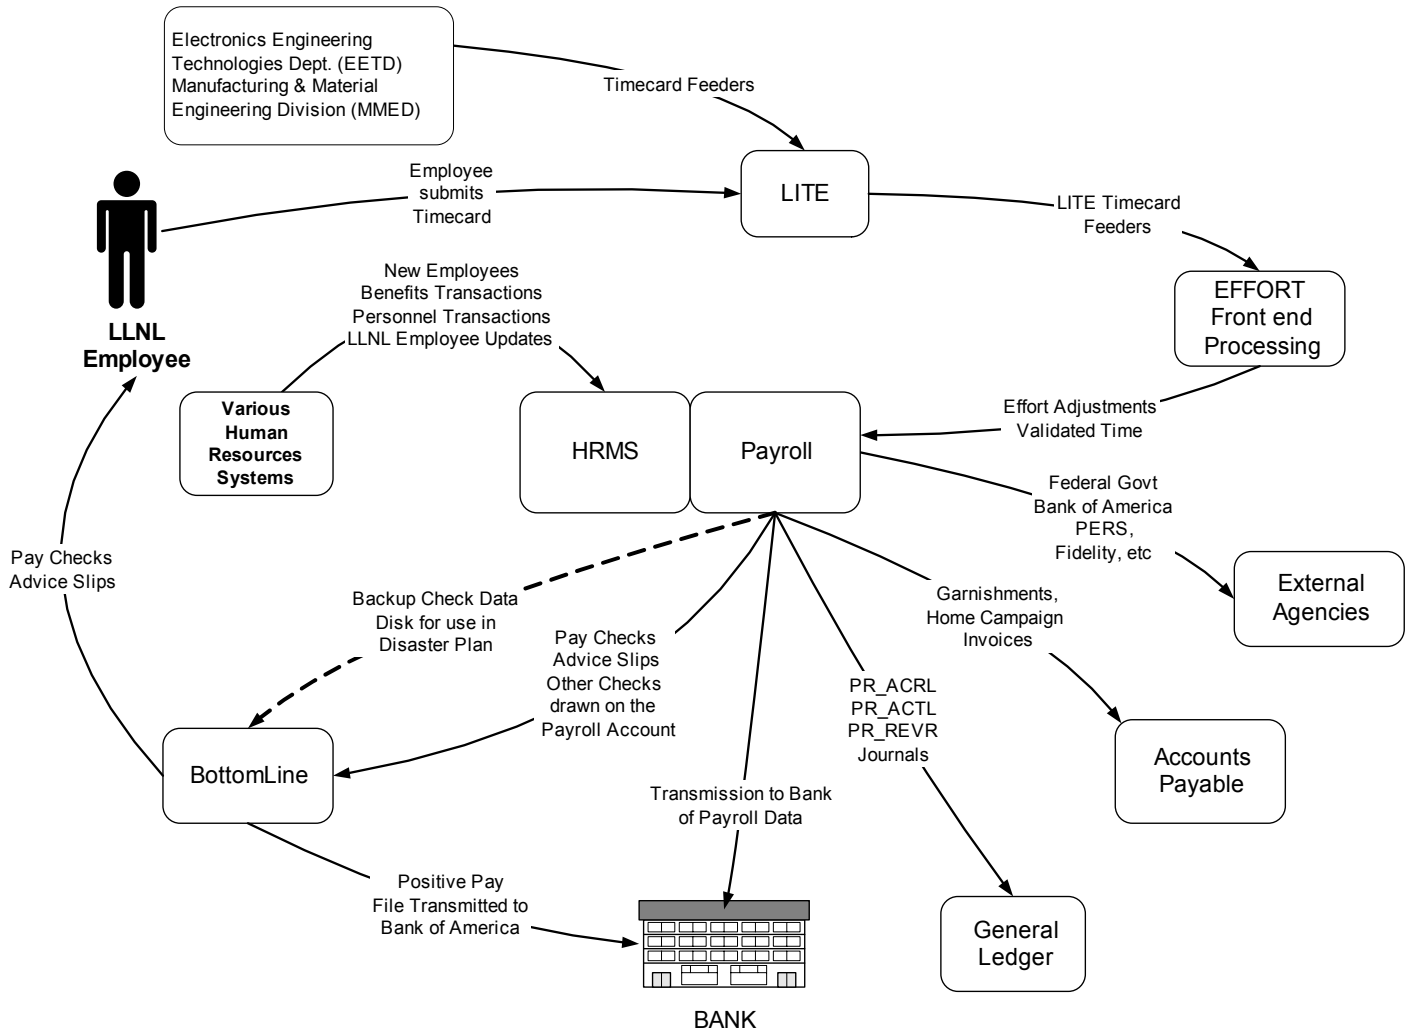 Electronics Engineering
Technologies Dept. (EETD)
Manufacturing & Material
Engineering Division (MMED)
Timecard Feeders
Employee
submits
Timecard
LITE
LITE Timecard
Feeders
New Employees
Benefits Transactions
Personnel Transactions
LLNL Employee Updates
EFFORT
Front end
Processing
LLNL
Employee
Various
Human
Resources
Systems
HRMS
Payroll
Effort Adjustments
Validated Time
Federal Govt
Bank of America
PERS,
Fidelity, etc
Pay Checks
Advice Slips
External
Agencies
Backup Check Data
Disk for use in
Disaster Plan
Garnishments,
Home Campaign
Invoices
Pay Checks
Advice Slips
Other Checks
drawn on the
Payroll Account
PR_ACRL
PR_ACTL
PR_REVR
Journals
BottomLine
Accounts
Payable
Transmission to Bank
of Payroll Data
Positive Pay
File Transmitted to
Bank of America
General
Ledger
BANK